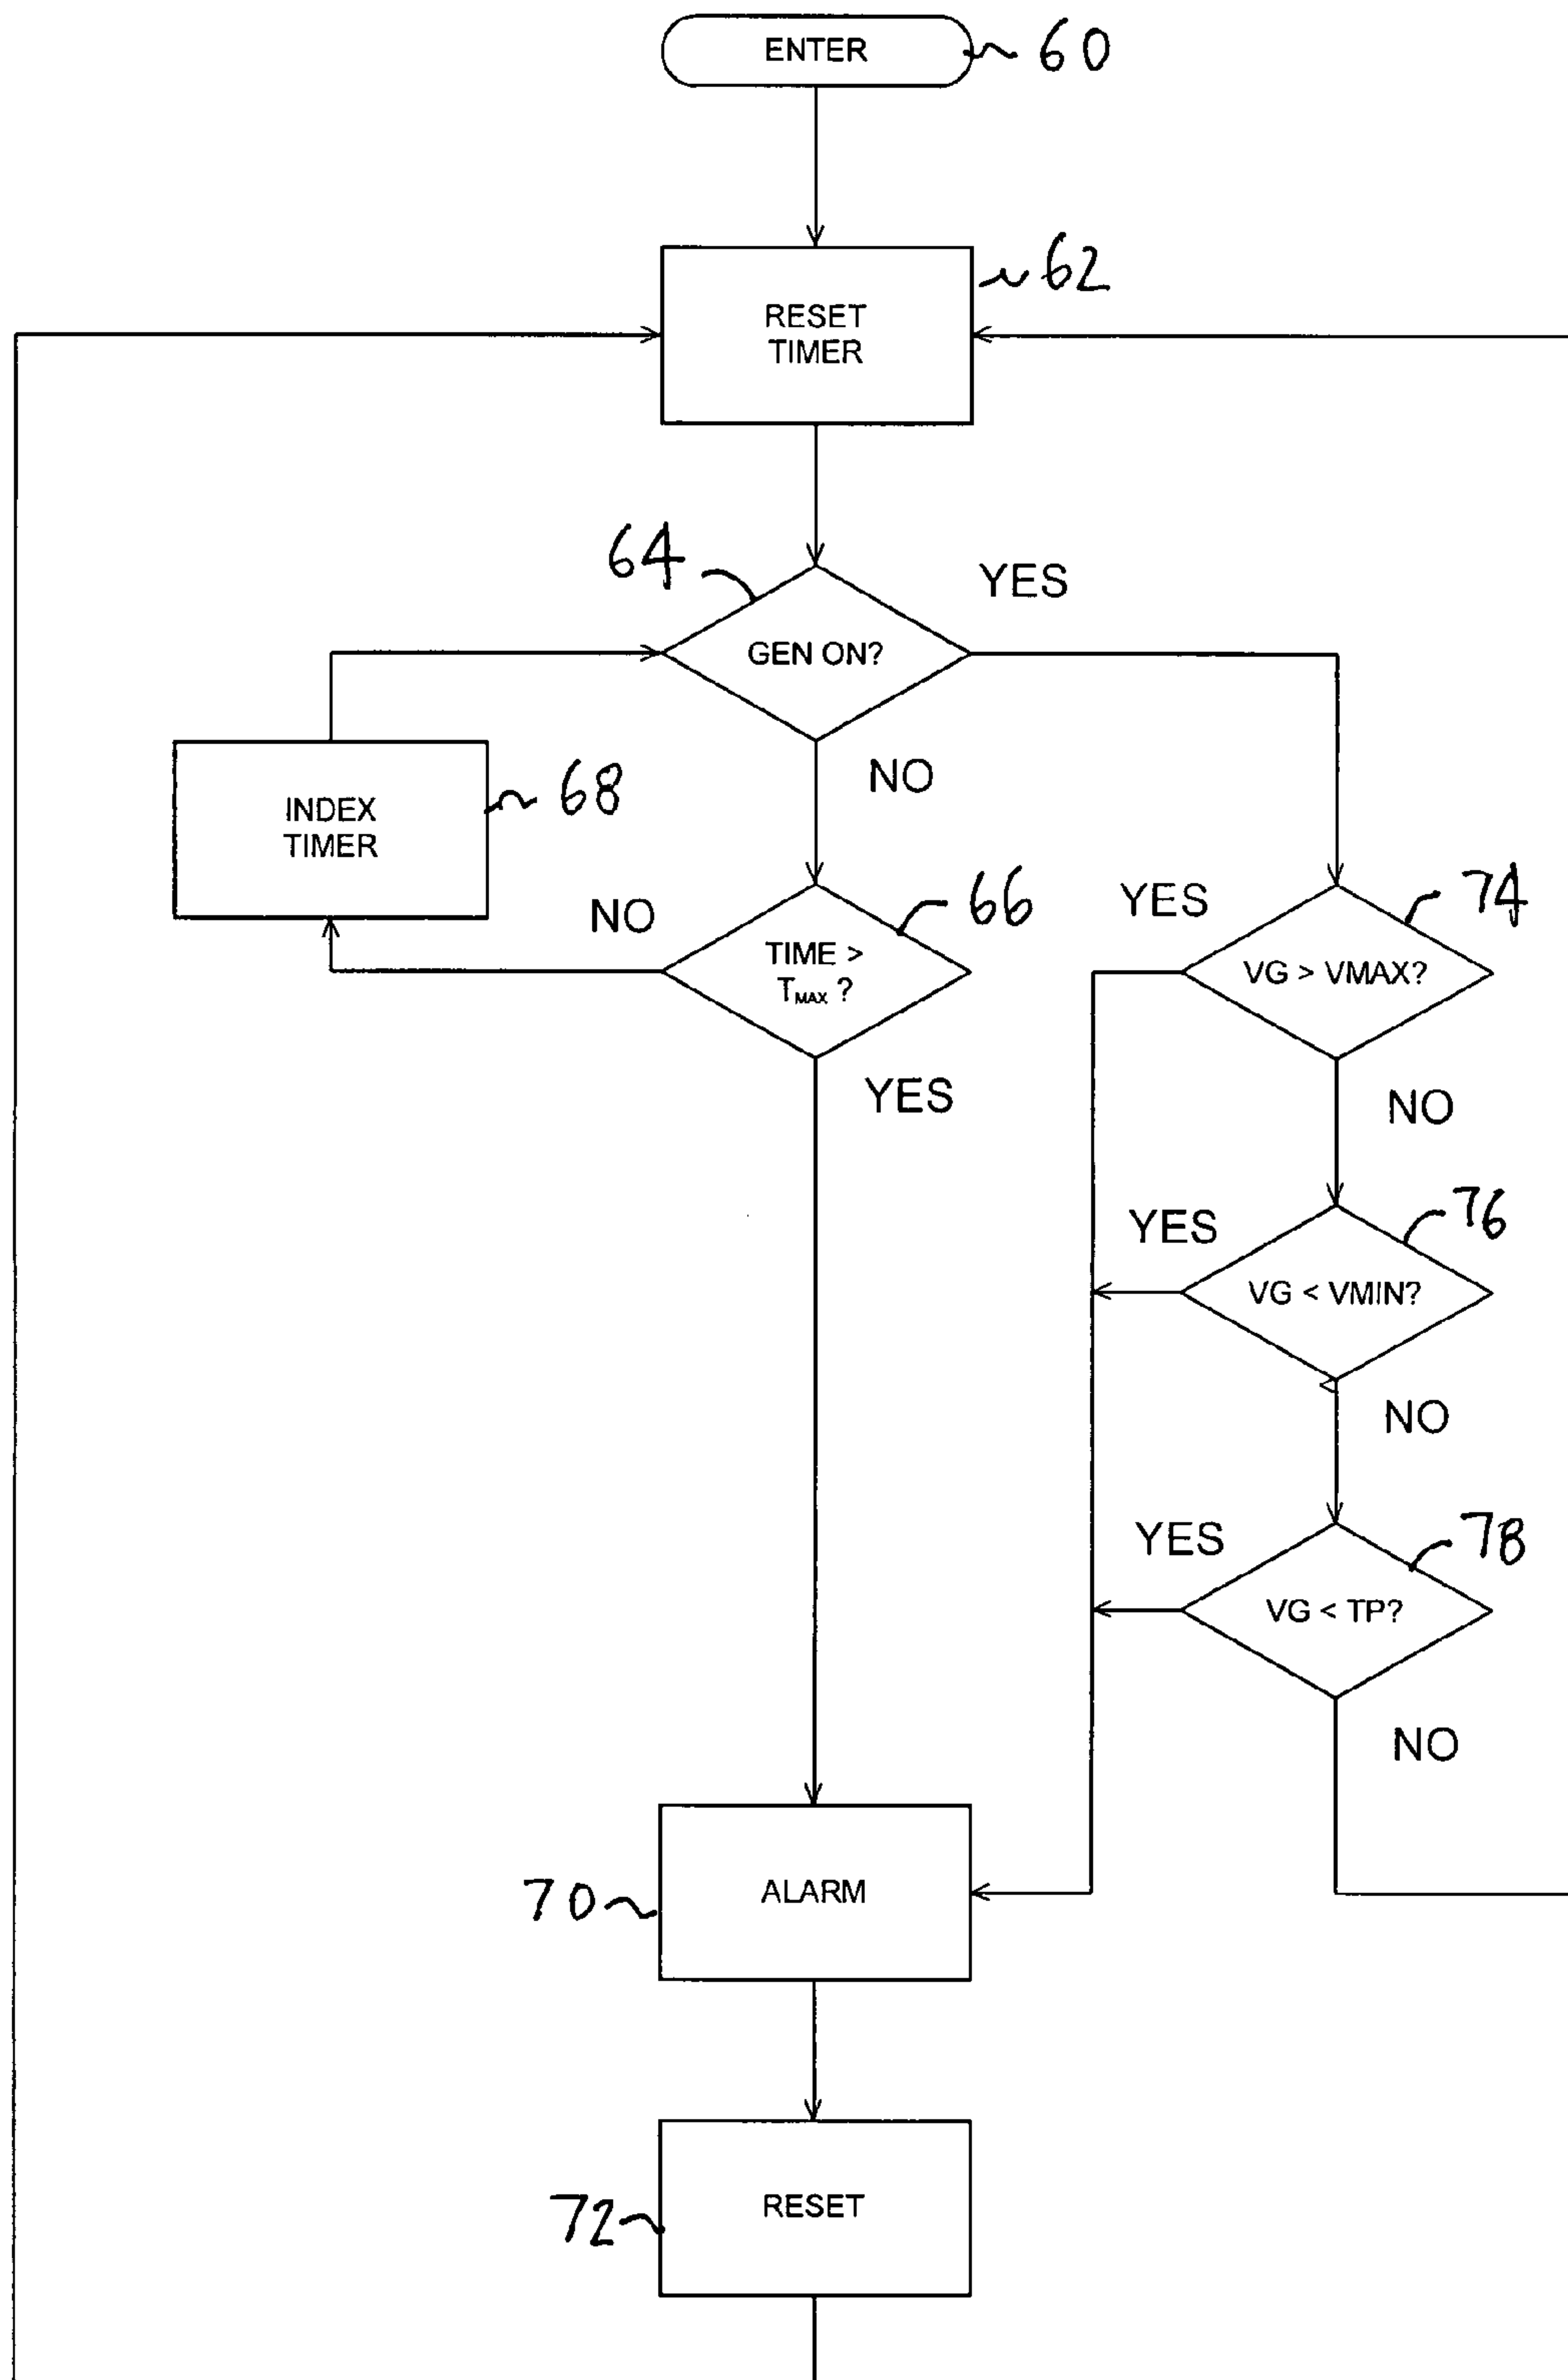 ENTER
60
RESET
TIMER
62
64
YES
GEN ON?
NO
INDEX
TIMER
68
NO
TIME >
TMAX ?
66
YES
YES
74
VG > VMAX?
NO
YES
76
VG < VMIN?
NO
YES
78
VG < TP?
NO
ALARM
70
RESET
72